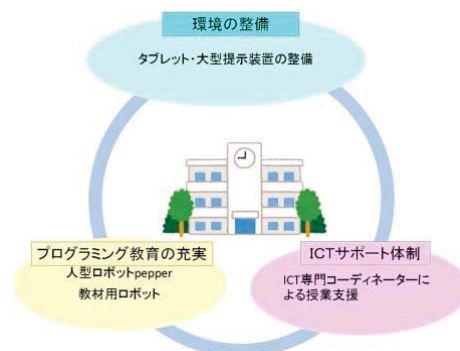 環境の整備
タブレット・大型提示装置の整備
プログラミング教育の充実
人型ロボットpepper
教材用ロボット
ICTサポート体制
ICT専門コーディネーターに
よる授業支援